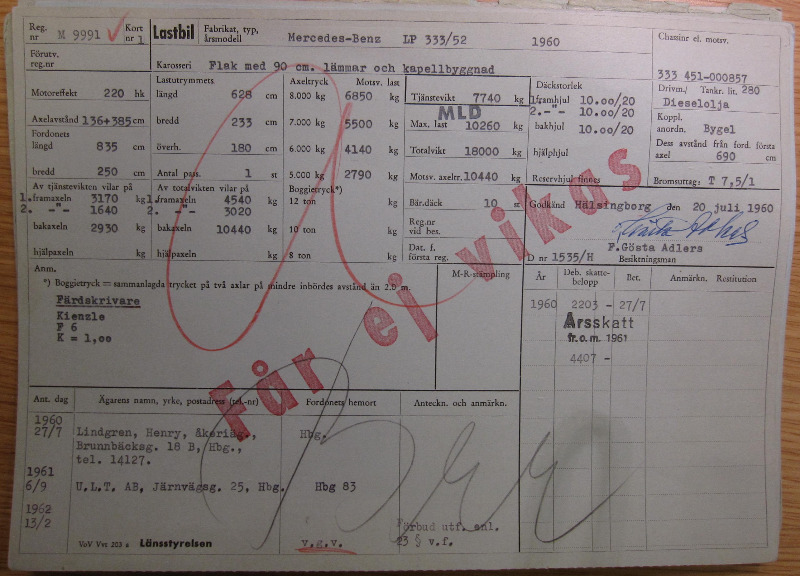 Reg. nr M 9991 Kort nr 1 Lastbil Fabrikat, typ, årsmodell Mercedes-Benz LP 333/52 1960
Chassinr el. motsv.
333 451-000857
Förutv. reg.nr
Karosseri Flak med 90 cm. lämmar och kapellbyggnad
Motoreffekt 220 hk
Axelavstånd 136+385 cm
Fordonets
längd 835 cm
bredd 250 cm
Av tjänstevikten vilar på
1. framaxeln 3170 kg
2. -"- 1640
bakaxeln 2930 kg
hjälpaxeln kg
Lastutrymmets
längd 628 cm
bredd 233 cm
överh. 180 cm
Antal pass. 1 st
Av totalvikten vilar på
1. framaxeln 4540 kg
2. -"- 3020
bakaxeln 10440 kg
hjälpaxeln kg
Axeltryck Motsv. last
8.000 kg 6850 kg
7.000 kg 5500 kg
6.000 kg 4140 kg
5.000 kg 2790 kg
Boggietryck*)
12 ton kg
10 ton kg
8 ton kg
Tjänstevikt 7740 kg
MLD
Max. last 10260 kg
Totalvikt 18000 kg
Motsv. axeltr. 10440 kg
Bär.däck 10 st
Reg.nr vid bes.
Dat. f. första reg.
Däckstorlek
1.framhjul 10.00/20
2.-"- 10.00/20
bakhjul 10.00/20
hjälphjul
Reservhjul finnes
Drivm./ Tankr. lit. 280
Dieselolja
Koppl. anordn. Bygel
Dess avstånd från ford. första axel 690 cm
Bromsuttag: T 7,5/1
Godkänd Hälsingborg den 20 juli, 1960
Gösta Adlers
F.Gösta Adlers
D nr 1535/H Besiktningsman
Anm.
*) Boggietryck = sammanlagda trycket på två axlar på mindre inbördes avstånd än 2.0 m.
M-R-stämpling
Färdskrivare
Kienzle
F 6
K = 1,00
År Deb. skattebelopp Bet. Anmärkn. Restitution
1960 2203 - 27/7
Årsskatt
fr.o.m. 1961
4407 -
Får ej vikas
Ant. dag Ägarens namn, yrke, postadress (tel.-nr) Fordonets hemort Anteckn. och anmärkn.
1960
27/7 Lindgren, Henry, åkeriäg., Hbg.
Brunnbäcksg. 18 B, Hbg.,
tel. 14127.
1961
6/9 U.L.T. AB, Järnvägsg. 25, Hbg. Hbg 83
1962
13/2 Förbud utf. enl.
23 § v.f.
VoV Vvt 203 a Länsstyrelsen v.g.v.